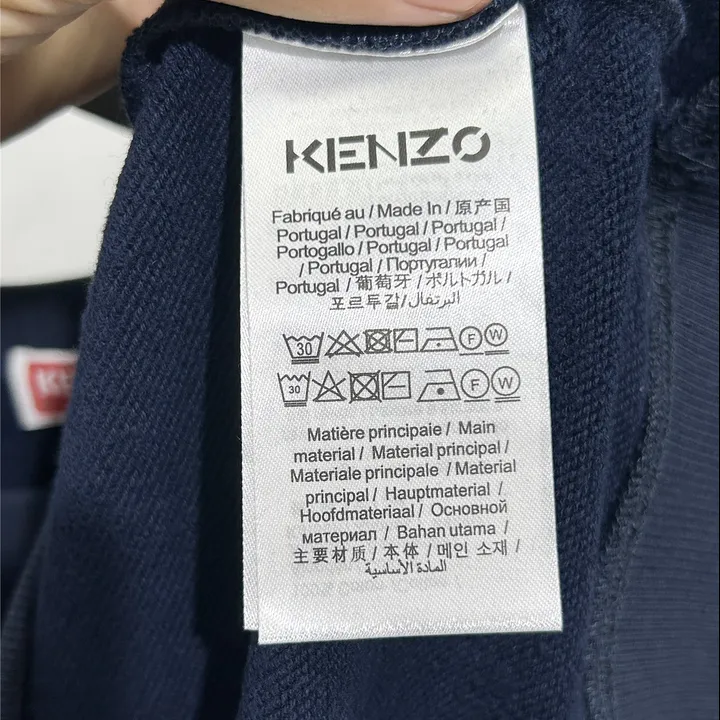 KENZO
Fabriqué au / Made In / 原产国
Portugal / Portugal / Portugal /
Portogallo / Portugal / Portugal
/ Portugal / Португалии /
Portugal / 葡萄牙 / ポルトガル /
포르투갈/البرتغال/
30 F W
30 F W
Matière principale / Main
material / Material principal /
Materiale principale / Material
principal / Hauptmaterial /
Hoofdmateriaal / Основной
материал / Bahan utama /
主要材质 / 本体 / 메인 소재 /
المادة الأساسية